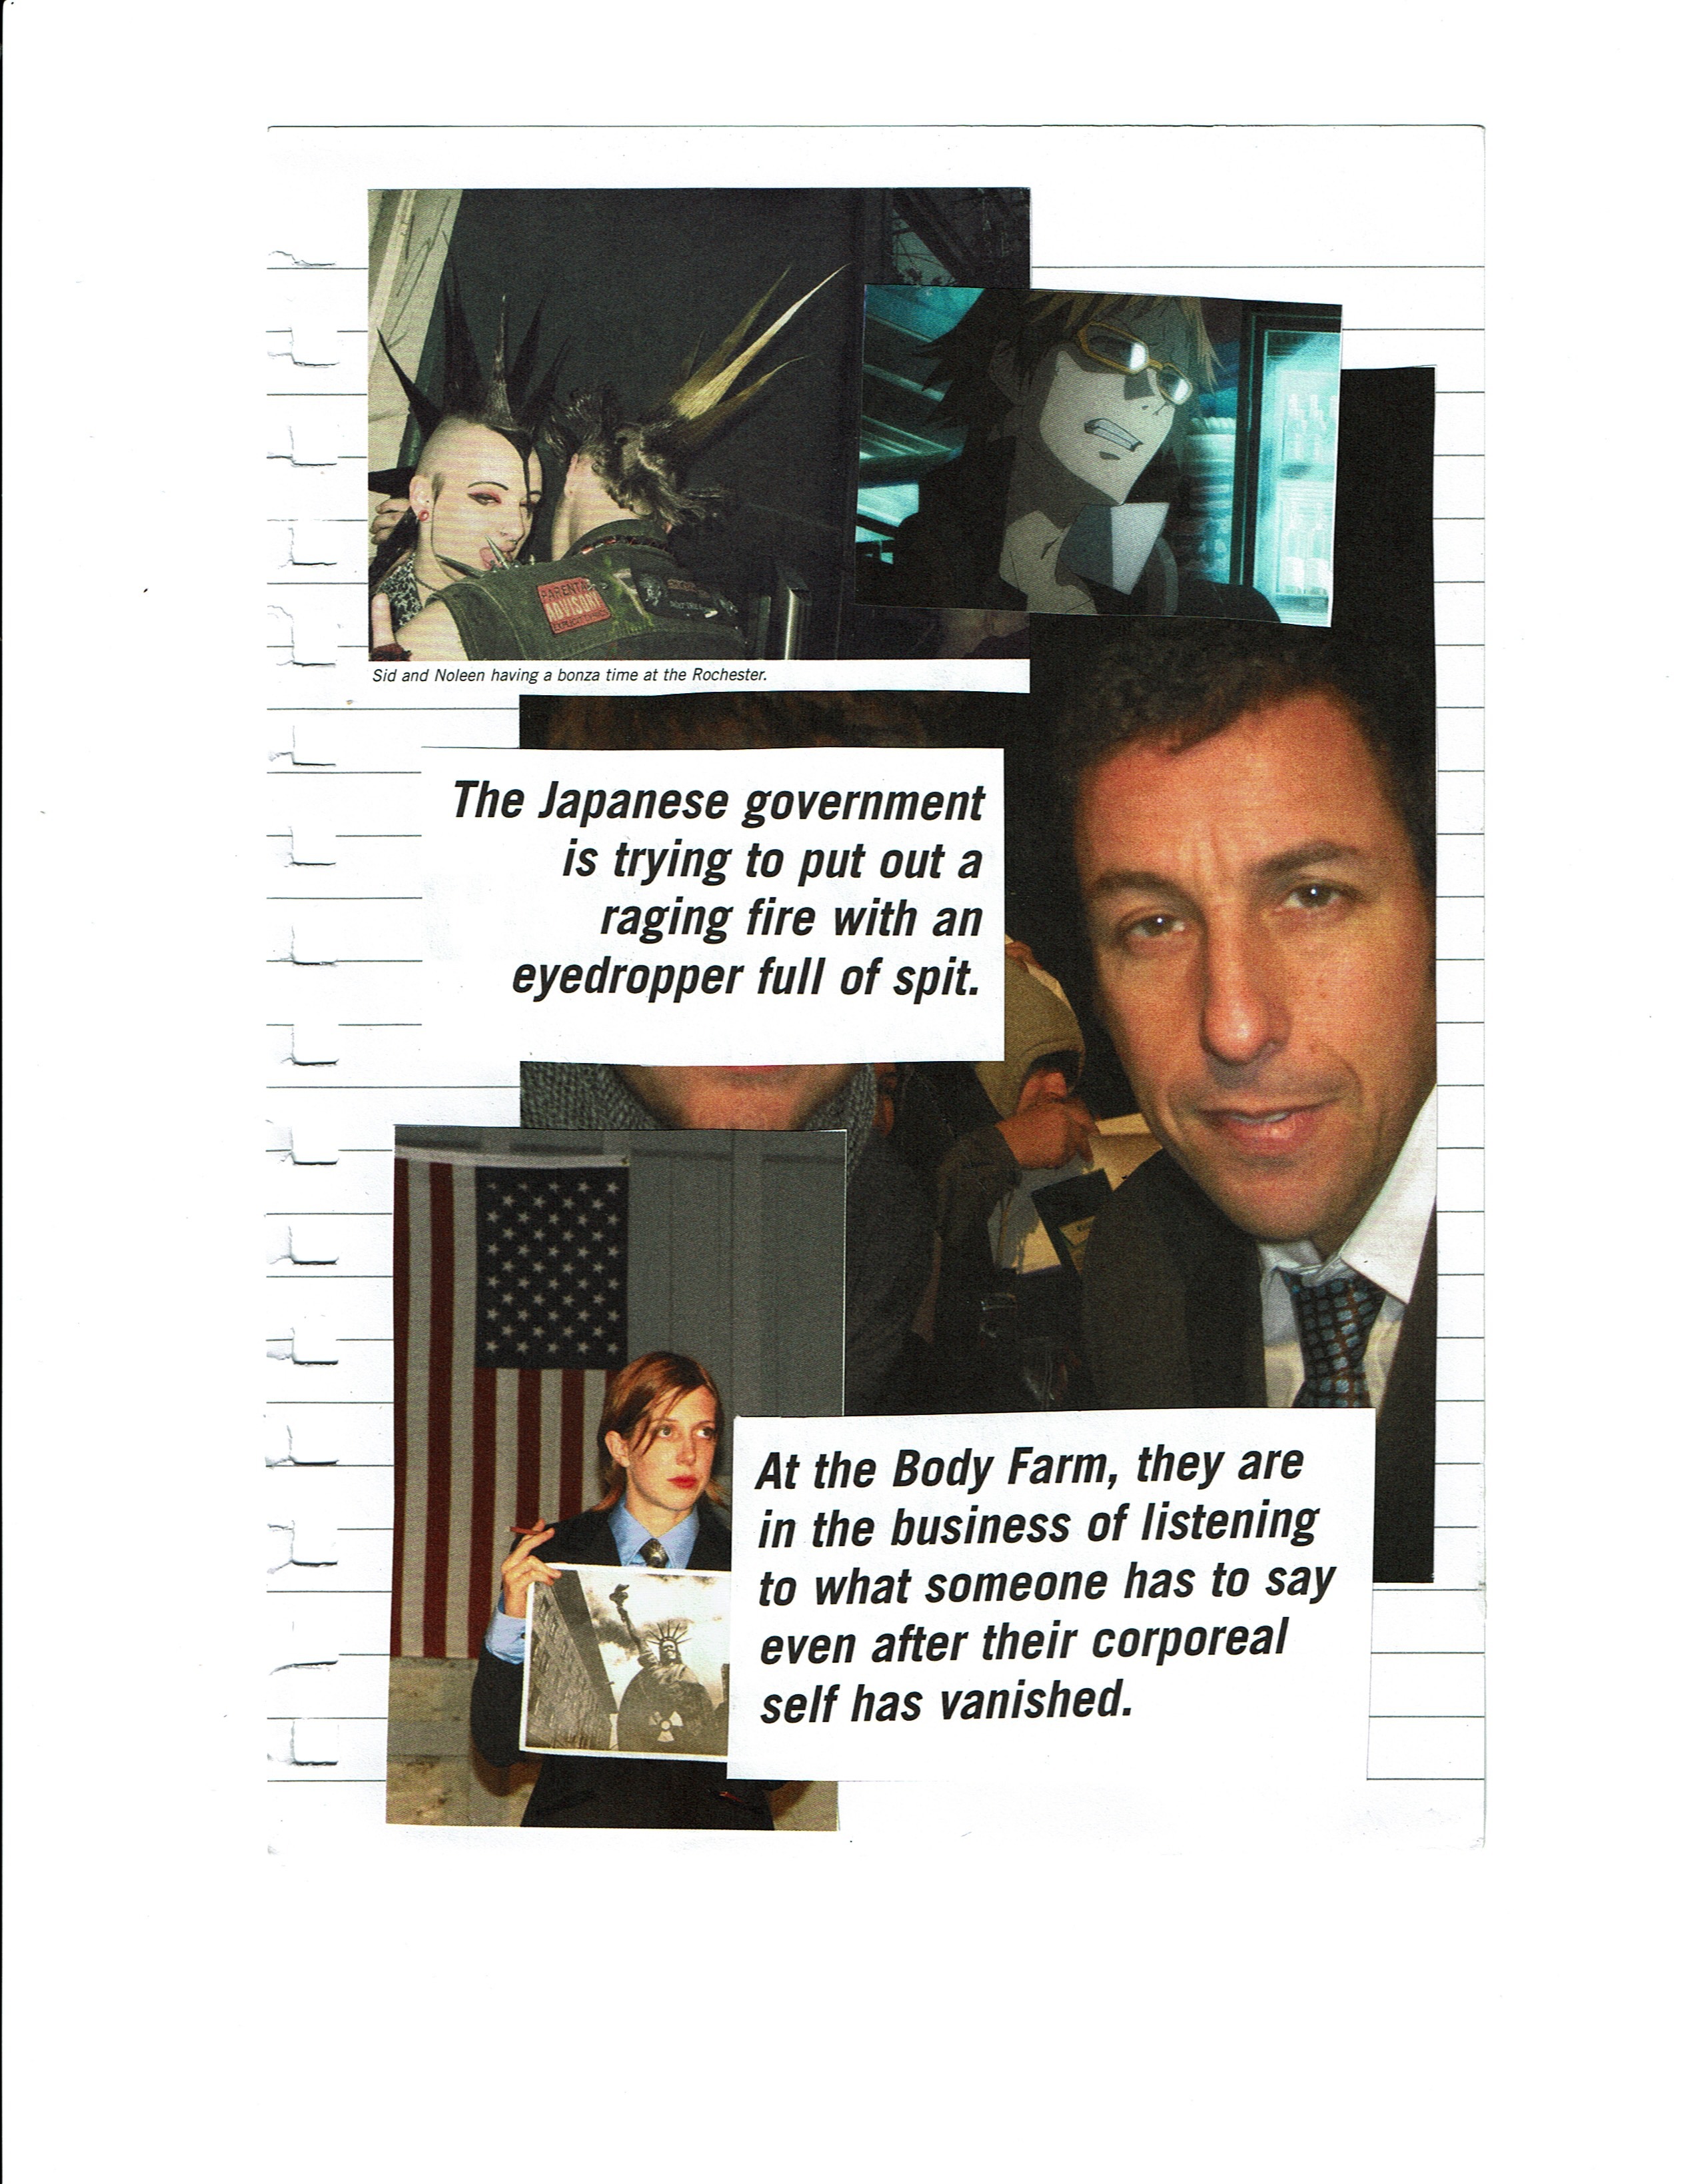 PARENTAL
ADVISORY
EXPLICIT
Sid and Noleen having a bonza time at the Rochester.
The Japanese government
is trying to put out a
raging fire with an
eyedropper full of spit.
At the Body Farm, they are
in the business of listening
to what someone has to say
even after their corporeal
self has vanished.